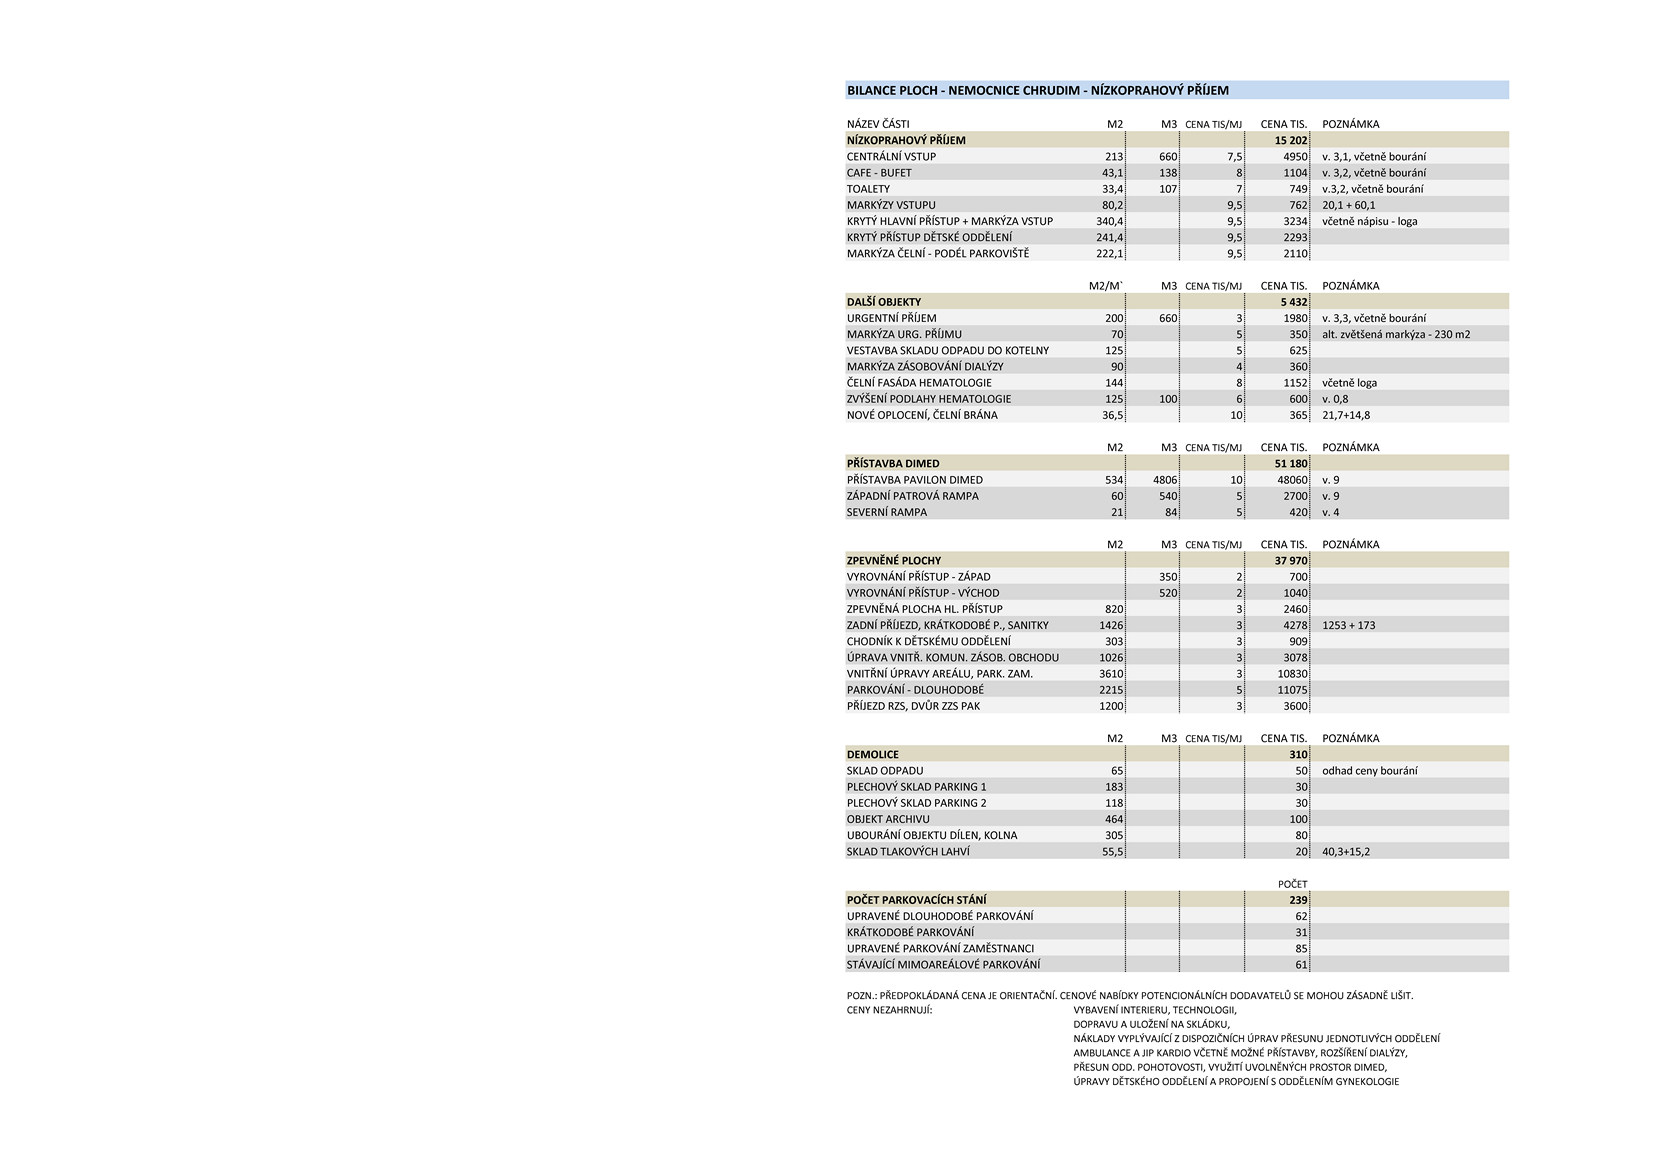 BILANCE PLOCH - NEMOCNICE CHRUDIM - NÍZKOPRAHOVÝ PŘÍJEM
NÁZEV ČÁSTI M2 M3 CENA TIS/MJ CENA TIS. POZNÁMKA
NÍZKOPRAHOVÝ PŘÍJEM 15 202
CENTRÁLNÍ VSTUP 213 660 7,5 4950 v. 3,1, včetně bourání
CAFE - BUFET 43,1 138 8 1104 v. 3,2, včetně bourání
TOALETY 33,4 107 7 749 v.3,2, včetně bourání
MARKÝZY VSTUPU 80,2 9,5 762 20,1 + 60,1
KRYTÝ HLAVNÍ PŘÍSTUP + MARKÝZA VSTUP 340,4 9,5 3234 včetně nápisu - loga
KRYTÝ PŘÍSTUP DĚTSKÉ ODDĚLENÍ 241,4 9,5 2293
MARKÝZA ČELNÍ - PODÉL PARKOVIŠTĚ 222,1 9,5 2110
M2/M` M3 CENA TIS/MJ CENA TIS. POZNÁMKA
DALŠÍ OBJEKTY 5 432
URGENTNÍ PŘÍJEM 200 660 3 1980 v. 3,3, včetně bourání
MARKÝZA URG. PŘÍJMU 70 5 350 alt. zvětšená markýza - 230 m2
VESTAVBA SKLADU ODPADU DO KOTELNY 125 5 625
MARKÝZA ZÁSOBOVÁNÍ DIALÝZY 90 4 360
ČELNÍ FASÁDA HEMATOLOGIE 144 8 1152 včetně loga
ZVÝŠENÍ PODLAHY HEMATOLOGIE 125 100 6 600 v. 0,8
NOVÉ OPLOCENÍ, ČELNÍ BRÁNA 36,5 10 365 21,7+14,8
M2 M3 CENA TIS/MJ CENA TIS. POZNÁMKA
PŘÍSTAVBA DIMED 51 180
PŘÍSTAVBA PAVILON DIMED 534 4806 10 48060 v. 9
ZÁPADNÍ PATROVÁ RAMPA 60 540 5 2700 v. 9
SEVERNÍ RAMPA 21 84 5 420 v. 4
M2 M3 CENA TIS/MJ CENA TIS. POZNÁMKA
ZPEVNĚNÉ PLOCHY 37 970
VYROVNÁNÍ PŘÍSTUP - ZÁPAD 350 2 700
VYROVNÁNÍ PŘÍSTUP - VÝCHOD 520 2 1040
ZPEVNĚNÁ PLOCHA HL. PŘÍSTUP 820 3 2460
ZADNÍ PŘÍJEZD, KRÁTKODOBÉ P., SANITKY 1426 3 4278 1253 + 173
CHODNÍK K DĚTSKÉMU ODDĚLENÍ 303 3 909
ÚPRAVA VNITŘ. KOMUN. ZÁSOB. OBCHODU 1026 3 3078
VNITŘNÍ ÚPRAVY AREÁLU, PARK. ZAM. 3610 3 10830
PARKOVÁNÍ - DLOUHODOBÉ 2215 5 11075
PŘÍJEZD RZS, DVŮR ZZS PAK 1200 3 3600
M2 M3 CENA TIS/MJ CENA TIS. POZNÁMKA
DEMOLICE 310
SKLAD ODPADU 65 50 odhad ceny bourání
PLECHOVÝ SKLAD PARKING 1 183 30
PLECHOVÝ SKLAD PARKING 2 118 30
OBJEKT ARCHIVU 464 100
UBOURÁNÍ OBJEKTU DÍLEN, KOLNA 305 80
SKLAD TLAKOVÝCH LAHVÍ 55,5 20 40,3+15,2
POČET
POČET PARKOVACÍCH STÁNÍ 239
UPRAVENÉ DLOUHODOBÉ PARKOVÁNÍ 62
KRÁTKODOBÉ PARKOVÁNÍ 31
UPRAVENÉ PARKOVÁNÍ ZAMĚSTNANCI 85
STÁVAJÍCÍ MIMOAREÁLOVÉ PARKOVÁNÍ 61
POZN.: PŘEDPOKLÁDANÁ CENA JE ORIENTAČNÍ. CENOVÉ NABÍDKY POTENCIONÁLNÍCH DODAVATELŮ SE MOHOU ZÁSADNĚ LIŠIT.
CENY NEZAHRNUJÍ: VYBAVENÍ INTERIERU, TECHNOLOGII,
DOPRAVU A ULOŽENÍ NA SKLÁDKU,
NÁKLADY VYPLÝVAJÍCÍ Z DISPOZIČNÍCH ÚPRAV PŘESUNU JEDNOTLIVÝCH ODDĚLENÍ
AMBULANCE A JIP KARDIO VČETNĚ MOŽNÉ PŘÍSTAVBY, ROZŠÍŘENÍ DIALÝZY,
PŘESUN ODD. POHOTOVOSTI, VYUŽITÍ UVOLNĚNÝCH PROSTOR DIMED,
ÚPRAVY DĚTSKÉHO ODDĚLENÍ A PROPOJENÍ S ODDĚLENÍM GYNEKOLOGIE